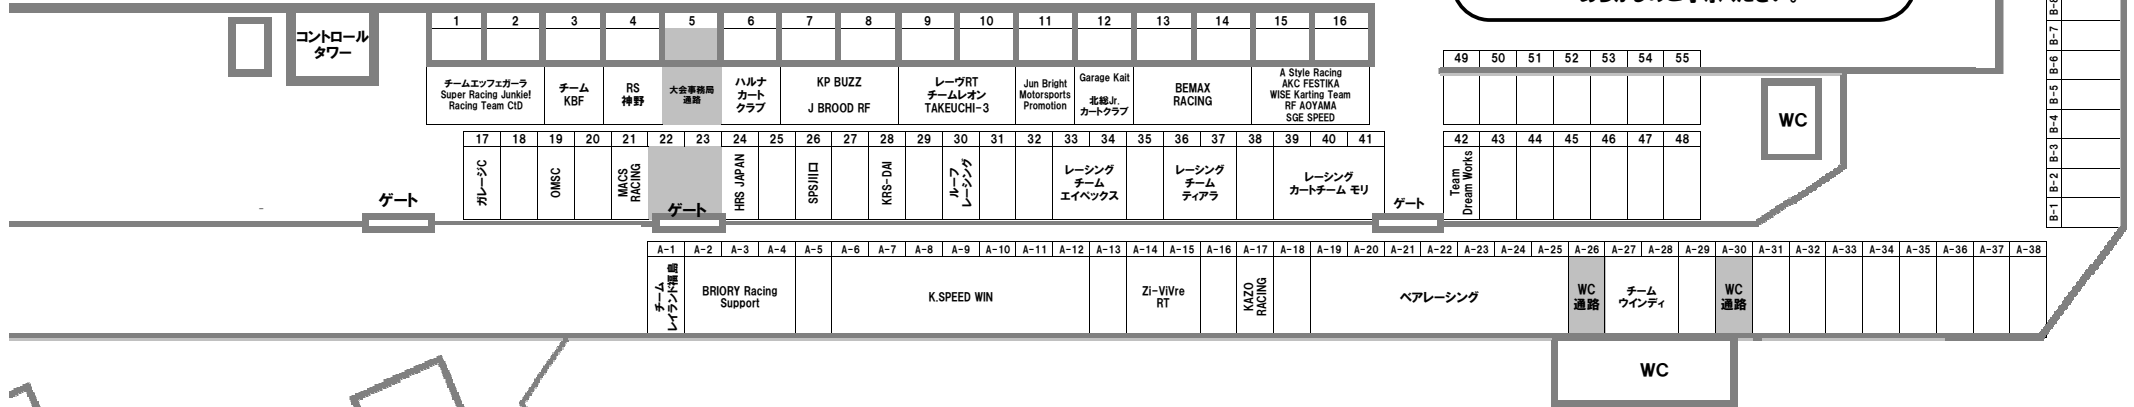 コントロール
タワー
1 2 3 4 5 6 7 8 9 10 11 12 13 14 15 16
チームエッフェガーラ
Super Racing Junkie!
Racing Team CtD
チーム
KBF
RS
神野
大会事務局
通路
ハルナ
カート
クラブ
KP BUZZ
J BROOD RF
レーヴRT
チームレオン
TAKEUCHI-3
Jun Bright
Motorsports
Promotion
Garage Kait
北総Jr.
カートクラブ
BEMAX
RACING
A Style Racing
AKC FESTIKA
WISE Karting Team
RF AOYAMA
SGE SPEED
49 50 51 52 53 54 55
WC
17 18 19 20 21 22 23 24 25 26 27 28 29 30 31 32 33 34 35 36 37 38 39 40 41
ガレージC
OMSC
MACS
RACING
HRS JAPAN
SPS川口
KRS-DAI
ルーフ
レーシング
レーシング
チーム
エイペックス
レーシング
チーム
ティアラ
レーシング
カートチーム モリ
42 43 44 45 46 47 48
Team
Dream Works
ゲート
ゲート
ゲート
A-1 A-2 A-3 A-4 A-5 A-6 A-7 A-8 A-9 A-10 A-11 A-12 A-13 A-14 A-15 A-16 A-17 A-18 A-19 A-20 A-21 A-22 A-23 A-24 A-25 A-26 A-27 A-28 A-29 A-30 A-31 A-32 A-33 A-34 A-35 A-36 A-37 A-38
チーム
レイランド福島
BRIORY Racing
Support
K.SPEED WIN
Zi-ViVre
RT
KAZO
RACING
ベアレーシング
WC
通路
チーム
ウインディ
WC
通路
WC
B-8
B-7
B-6
B-5
B-4
B-3
B-2
B-1